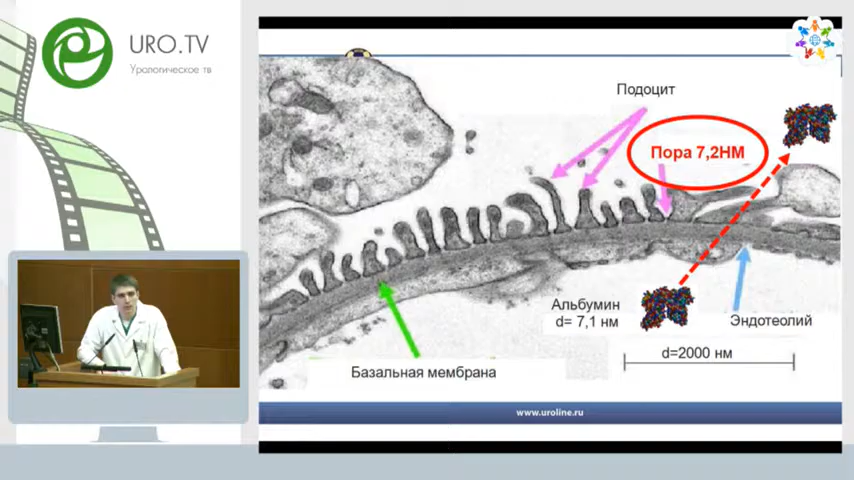 URO.TV
Урологическое тв
Подоцит
Пора 7,2НМ
Альбумин
d= 7,1 нм
Эндотеолий
d=2000 нм
Базальная мембрана
www.uroline.ru